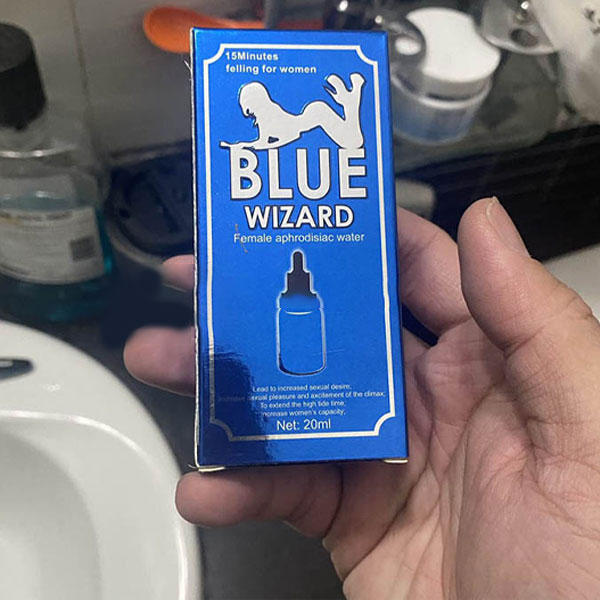 15Minutes
felling for women
BLUE
WIZARD
Female aphrodisiac water
Lead to increased sexual desire;
sexual pleasure and axcitement of the climax;
To extend the high tide time;
increase women's capacity;
Net: 20ml